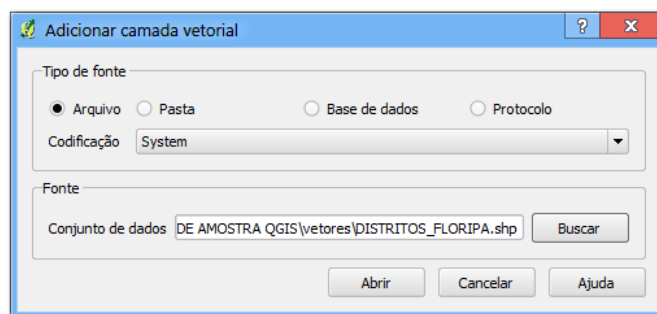 Adicionar camada vetorial
? X
Tipo de fonte
Arquivo Pasta Base de dados Protocolo
Codificação System
Fonte
Conjunto de dados DE AMOSTRA QGIS\vetores\DISTRITOS_FLORIPA.shp Buscar
Abrir Cancelar Ajuda